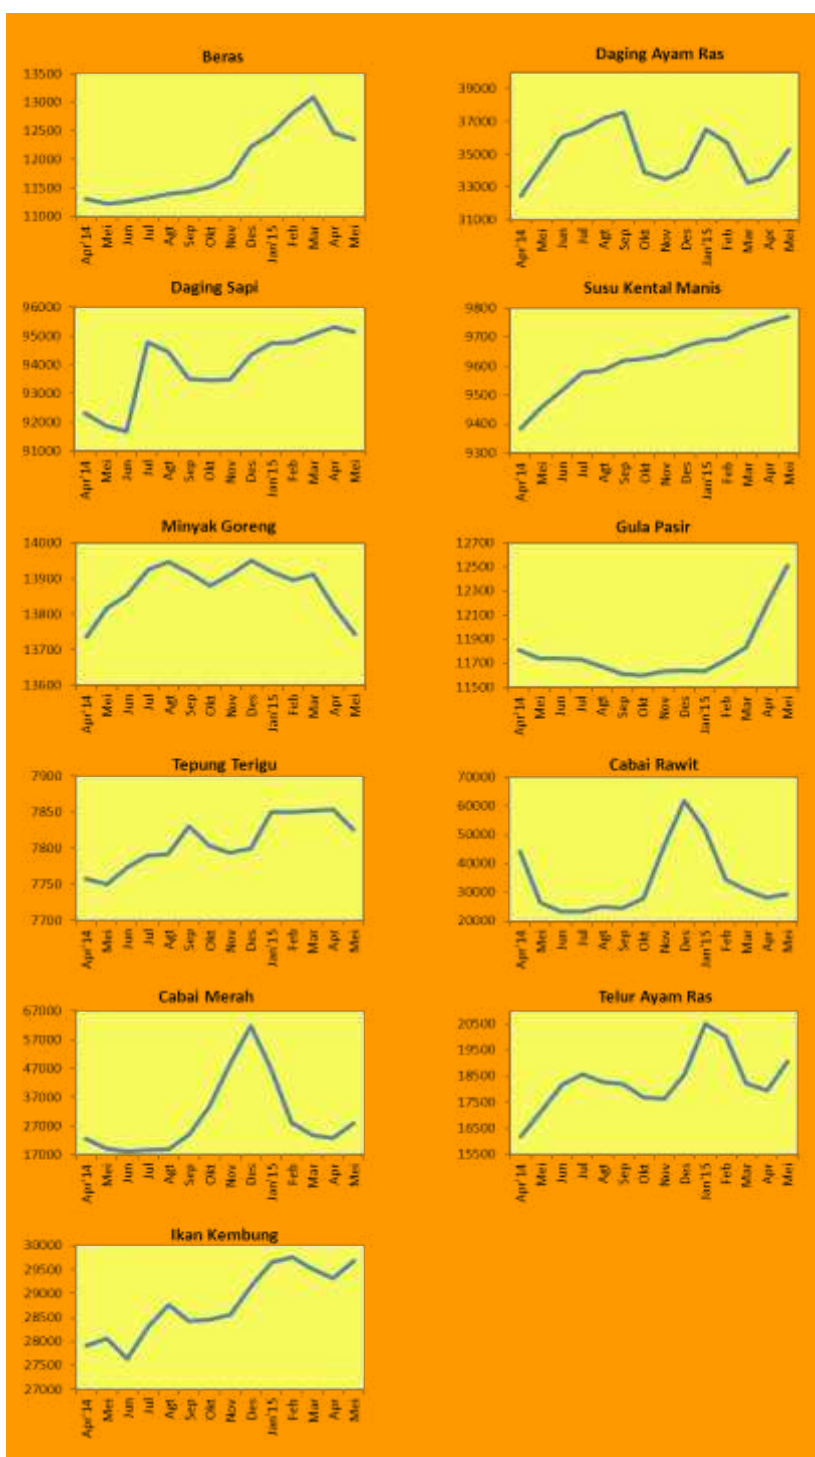 Beras
13500
13000
12500
12000
11500
11000
Apr'14 Mei Jun Jul Agt Sep Okt Nov Des Jan'15 Feb Mar Apr Mei
Daging Ayam Ras
39000
37000
35000
33000
31000
Apr'14 Mei Jun Jul Agt Sep Okt Nov Des Jan'15 Feb Mar Apr Mei
Daging Sapi
96000
95000
94000
93000
92000
91000
Apr'14 Mei Jun Jul Agt Sep Okt Nov Des Jan'15 Feb Mar Apr Mei
Susu Kental Manis
9800
9700
9600
9500
9400
9300
Apr'14 Mei Jun Jul Agt Sep Okt Nov Des Jan'15 Feb Mar Apr Mei
Minyak Goreng
14000
13900
13800
13700
13600
Apr'14 Mei Jun Jul Agt Sep Okt Nov Des Jan'15 Feb Mar Apr Mei
Gula Pasir
12700
12500
12300
12100
11900
11700
11500
Apr'14 Mei Jun Jul Agt Sep Okt Nov Des Jan'15 Feb Mar Apr Mei
Tepung Terigu
7900
7850
7800
7750
7700
Apr'14 Mei Jun Jul Agt Sep Okt Nov Des Jan'15 Feb Mar Apr Mei
Cabai Rawit
70000
60000
50000
40000
30000
20000
Apr'14 Mei Jun Jul Agt Sep Okt Nov Des Jan'15 Feb Mar Apr Mei
Cabai Merah
67000
57000
47000
37000
27000
17000
Apr'14 Mei Jun Jul Agt Sep Okt Nov Des Jan'15 Feb Mar Apr Mei
Telur Ayam Ras
20500
19500
18500
17500
16500
15500
Apr'14 Mei Jun Jul Agt Sep Okt Nov Des Jan'15 Feb Mar Apr Mei
Ikan Kembung
30000
29500
29000
28500
28000
27500
27000
Apr'14 Mei Jun Jul Agt Sep Okt Nov Des Jan'15 Feb Mar Apr Mei